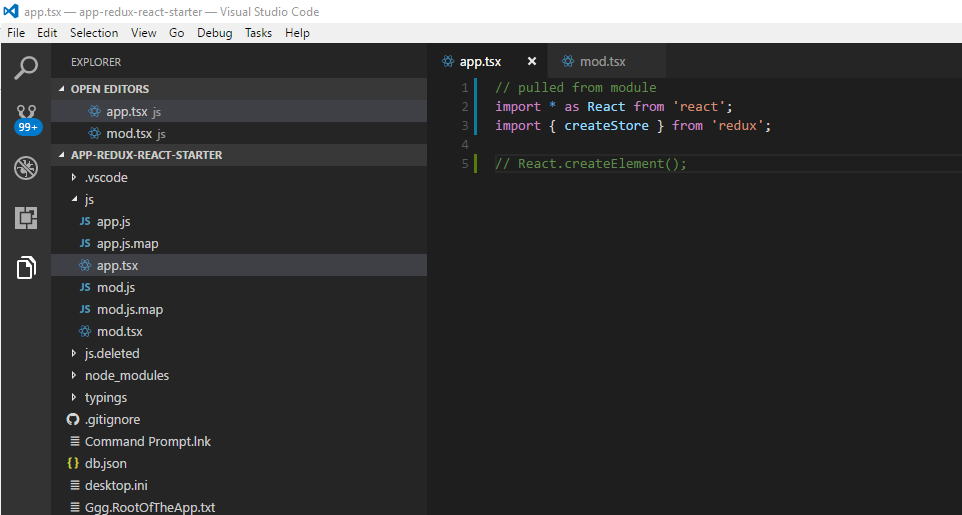 app.tsx — app-redux-react-starter — Visual Studio Code
File Edit Selection View Go Debug Tasks Help
EXPLORER
OPEN EDITORS
app.tsx js
mod.tsx js
APP-REDUX-REACT-STARTER
.vscode
js
JS app.js
JS app.js.map
app.tsx
JS mod.js
JS mod.js.map
mod.tsx
js.deleted
node_modules
typings
.gitignore
Command Prompt.lnk
{} db.json
desktop.ini
Ggg.RootOfTheApp.txt
99+
app.tsx × mod.tsx
1 // pulled from module
2 import * as React from 'react';
3 import { createStore } from 'redux';
4
5 // React.createElement();